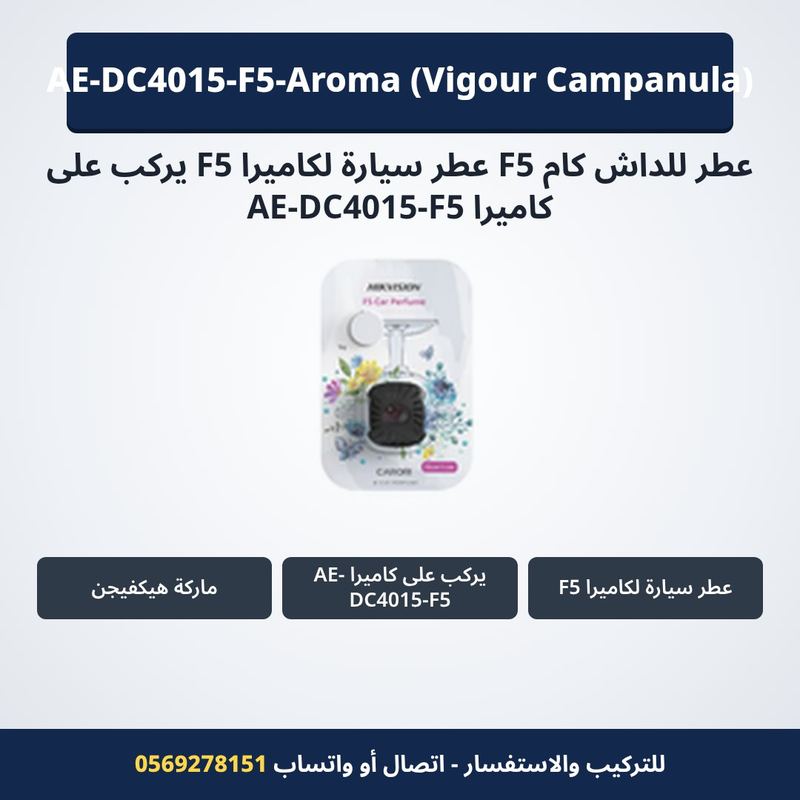 AE-DC4015-F5-Aroma (Vigour Campanula)
عطر للداش كام F5 عطر سيارة لكاميرا F5 يركب على
كاميرا AE-DC4015-F5
HIKVISION
F5 Car Perfume
CARORI
عطر سيارة لكاميرا F5
يركب على كاميرا AE-
DC4015-F5
ماركة هيكفيجن
للتركيب والاستفسار - اتصال أو واتساب 0569278151